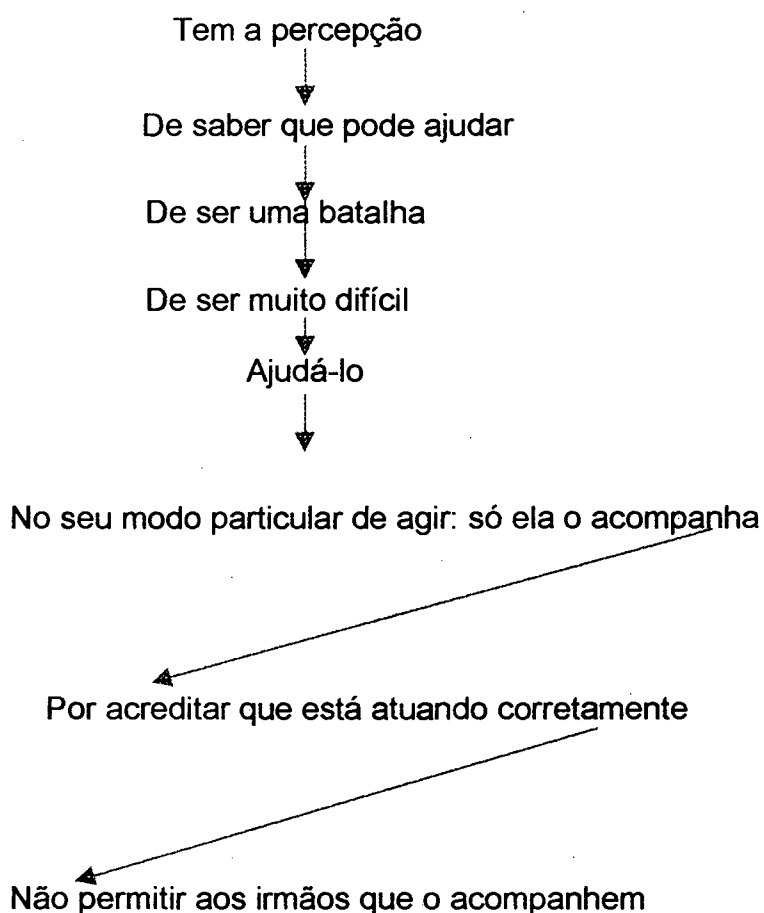 Tem a percepção
De saber que pode ajudar
De ser uma batalha
De ser muito difícil
Ajudá-lo
No seu modo particular de agir: só ela o acompanha
Por acreditar que está atuando corretamente
Não permitir aos irmãos que o acompanhem